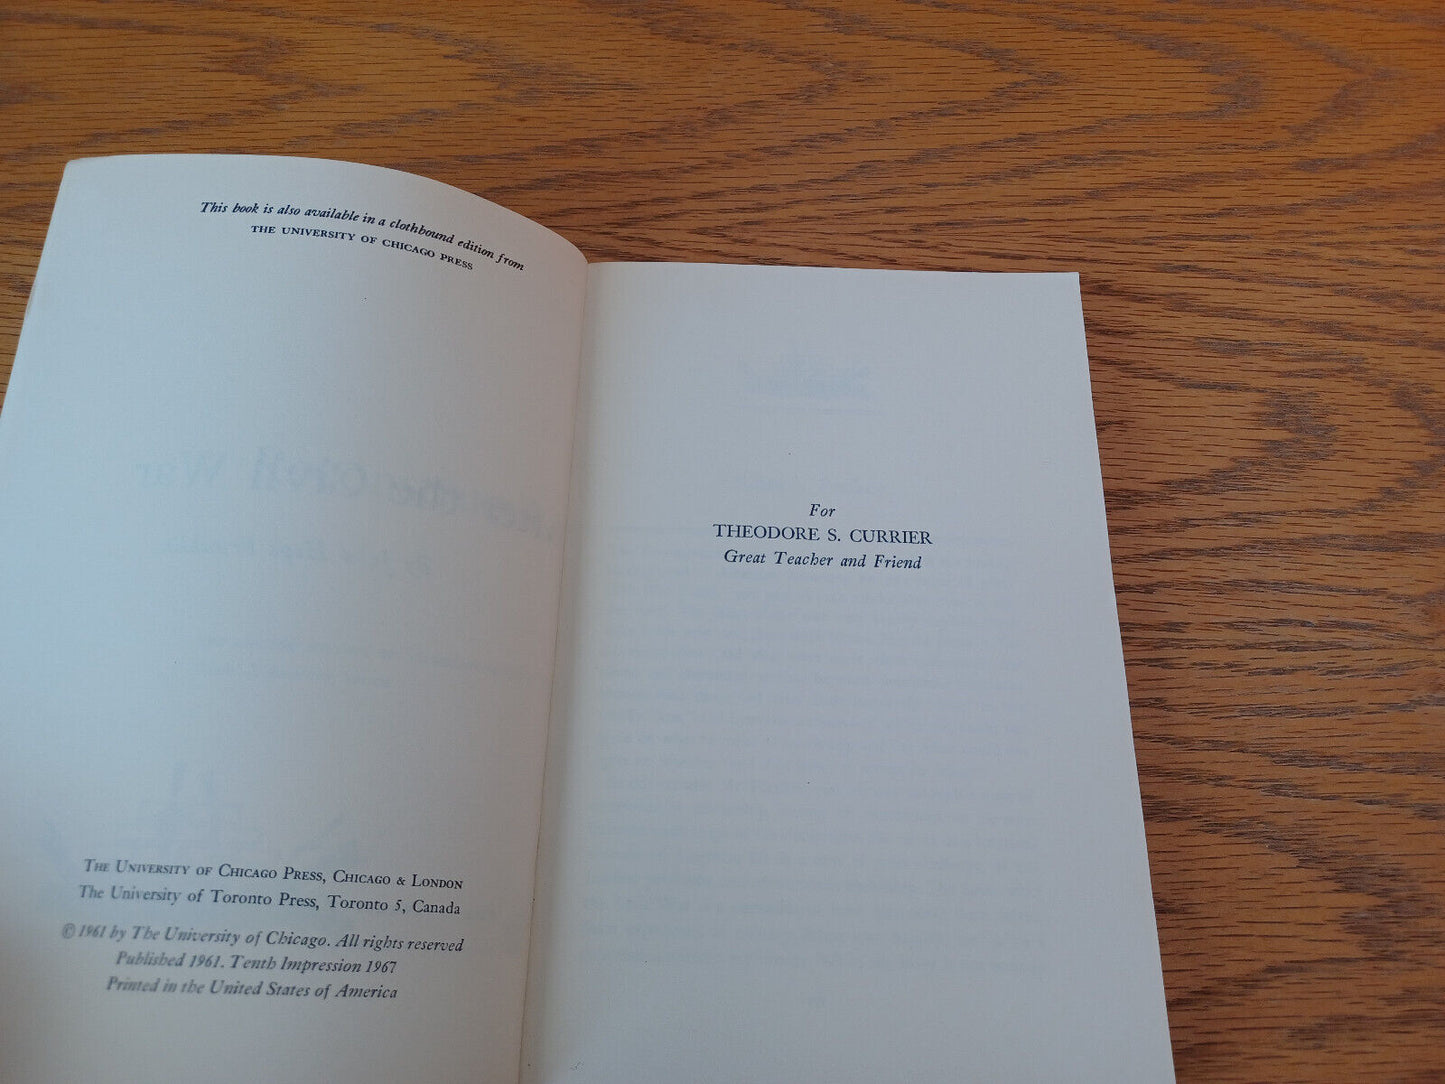 This book is also available in a clothbound edition from
THE UNIVERSITY OF CHICAGO PRESS
THE UNIVERSITY OF CHICAGO PRESS, CHICAGO & LONDON
The University of Toronto Press, Toronto 5, Canada
© 1961 by The University of Chicago. All rights reserved
Published 1961. Tenth Impression 1967
Printed in the United States of America
For
THEODORE S. CURRIER
Great Teacher and Friend